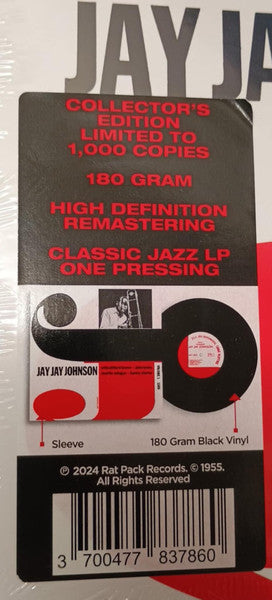 JAY JA
COLLECTOR'S
EDITION
LIMITED TO
1,000 COPIES
180 GRAM
HIGH DEFINITION
REMASTERING
CLASSIC JAZZ LP
ONE PRESSING
JAY JAY JOHNSON
Sleeve
180 Gram Black Vinyl
℗ 2024 Rat Pack Records. © 1955.
All Rights Reserved
3 700477 837860